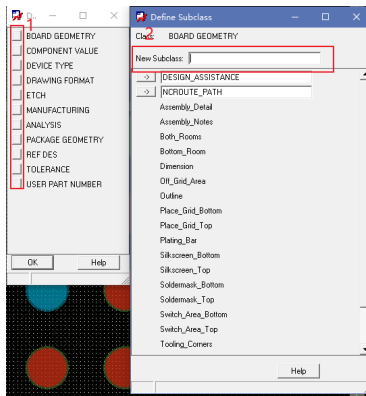 D..
1
BOARD GEOMETRY
COMPONENT VALUE
DEVICE TYPE
DRAWING FORMAT
ETCH
MANUFACTURING
ANALYSIS
PACKAGE GEOMETRY
REF DES
TOLERANCE
USER PART NUMBER
OK
Help
Define Subclass
2
Class: BOARD GEOMETRY
New Subclass:
-> DESIGN_ASSISTANCE
-> NCROUTE_PATH
Assembly_Detail
Assembly_Notes
Both_Rooms
Bottom_Room
Dimension
Off_Grid_Area
Outline
Place_Grid_Bottom
Place_Grid_Top
Plating_Bar
Silkscreen_Bottom
Silkscreen_Top
Soldermask_Bottom
Soldermask_Top
Switch_Area_Bottom
Switch_Area_Top
Tooling_Corners
Help